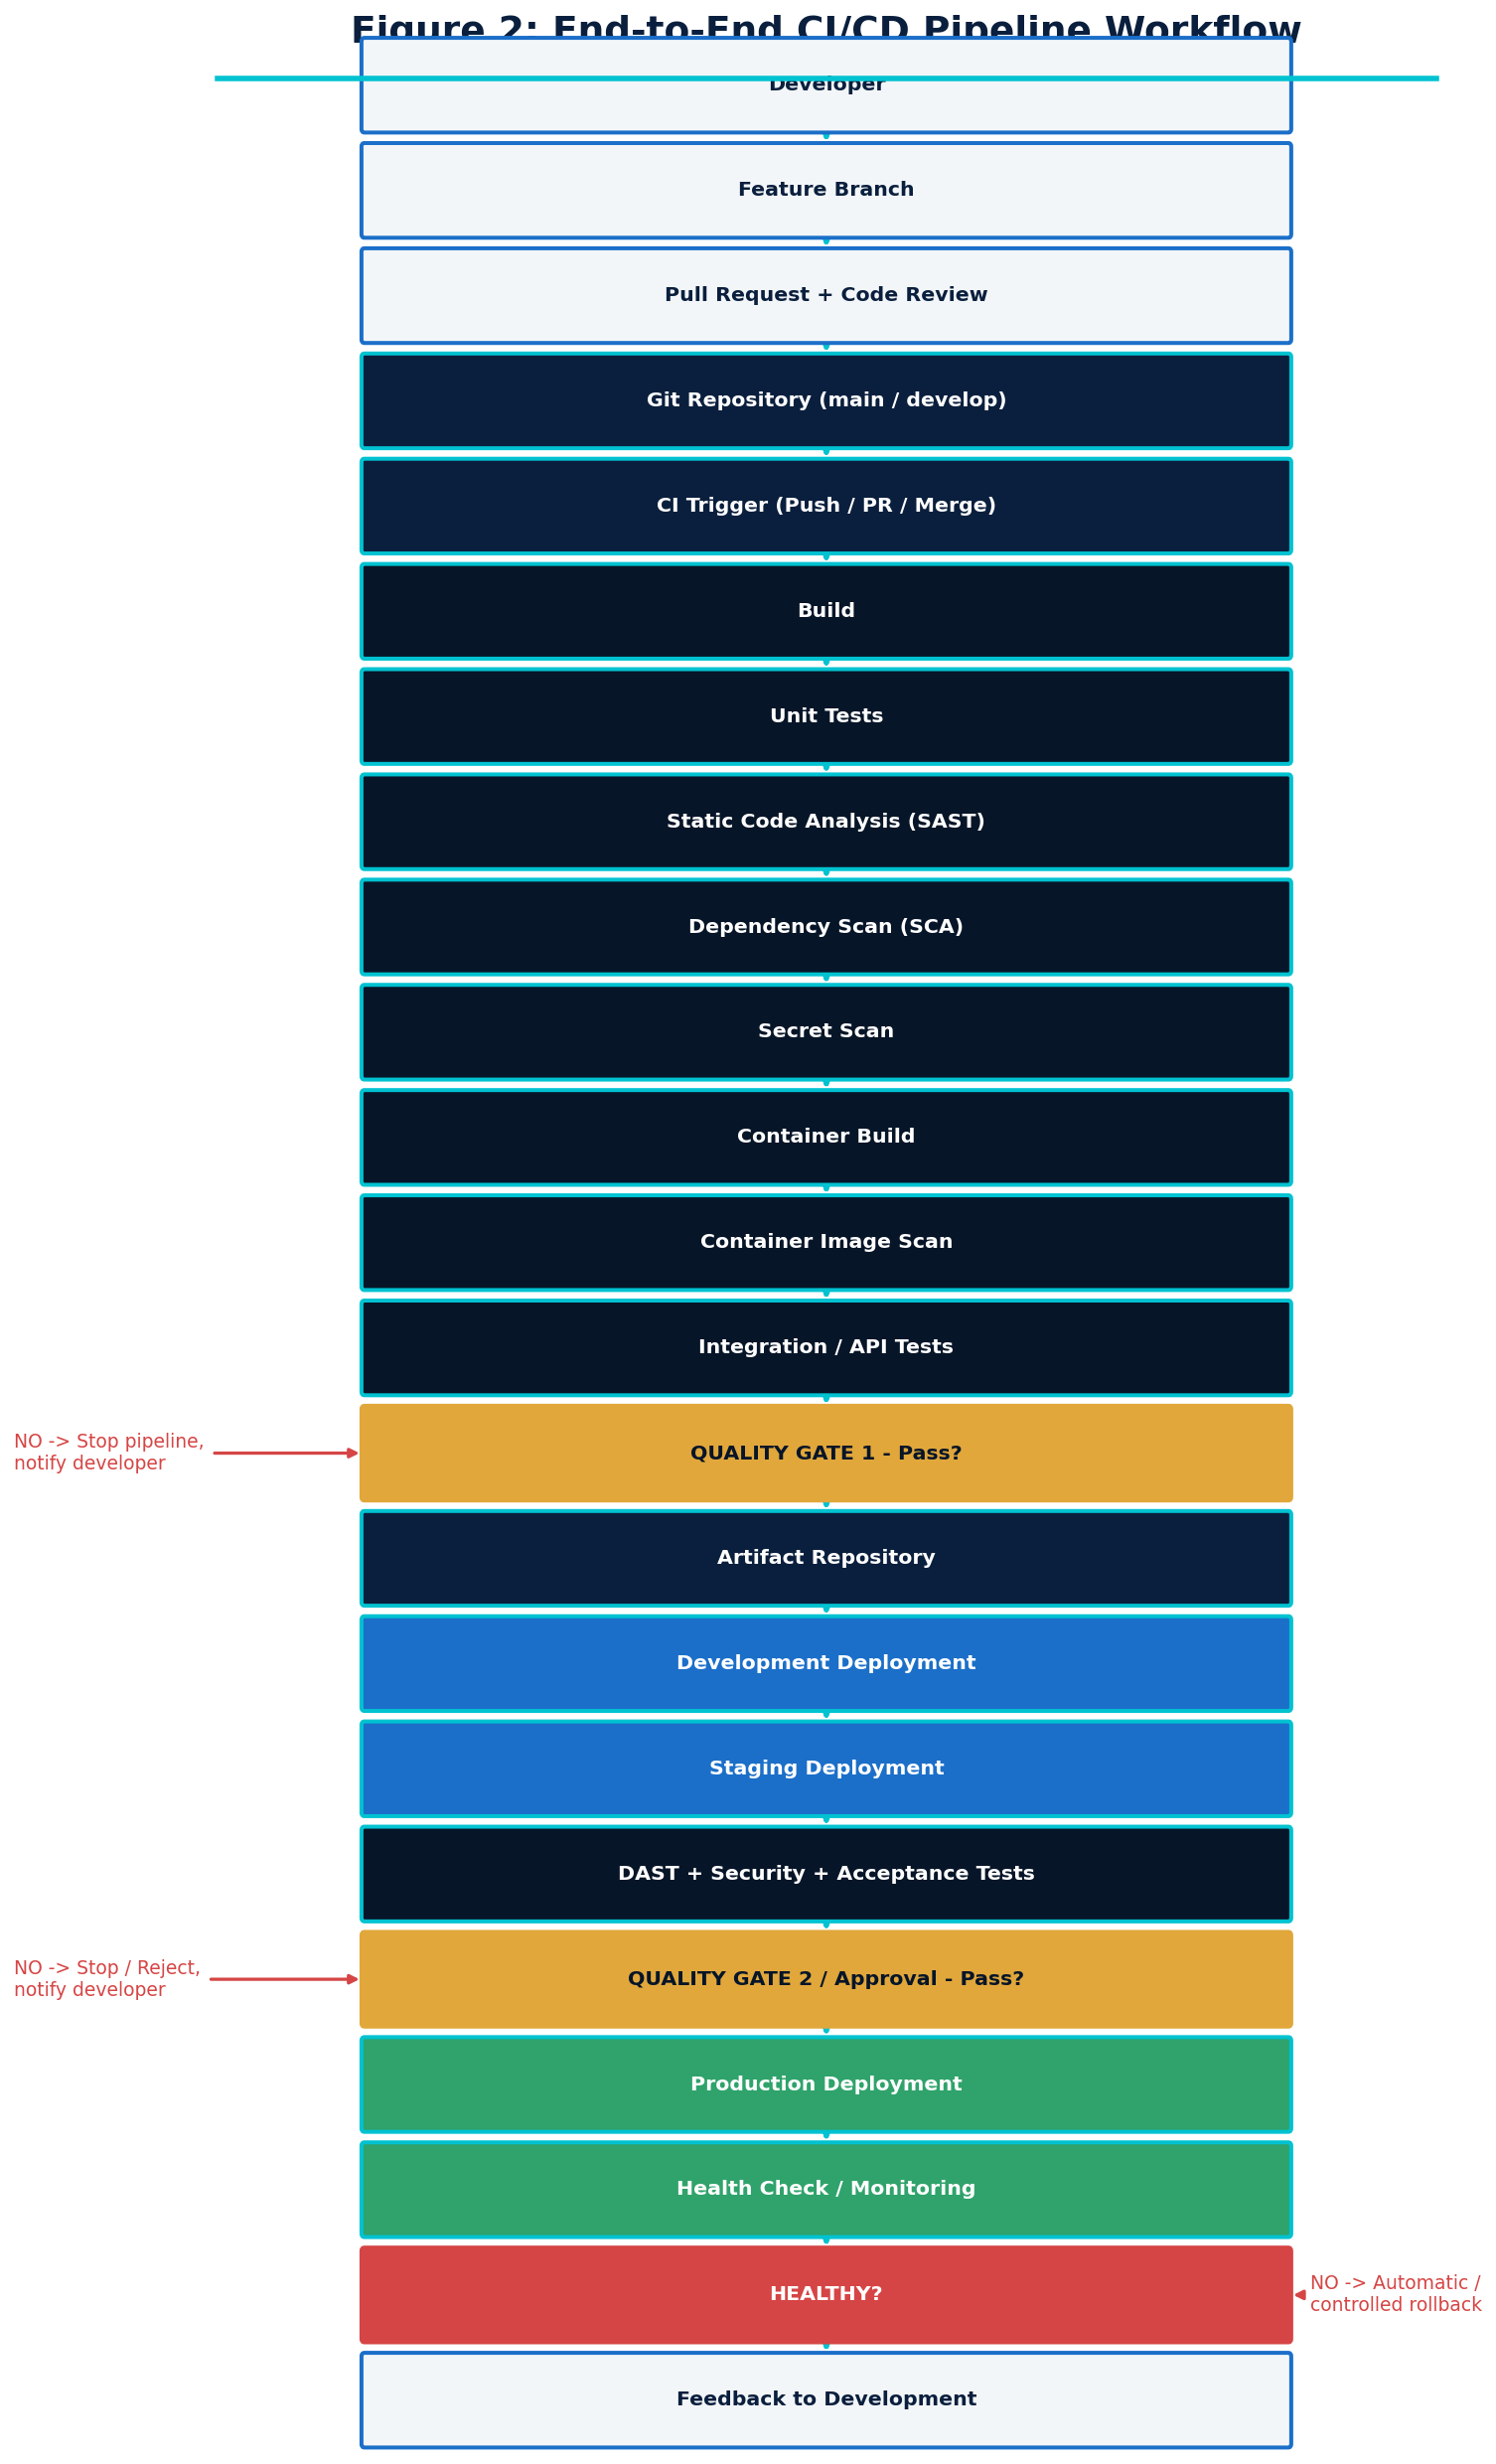 Figure 2: End-to-End CI/CD Pipeline Workflow
Developer
Feature Branch
Pull Request + Code Review
Git Repository (main / develop)
CI Trigger (Push / PR / Merge)
Build
Unit Tests
Static Code Analysis (SAST)
Dependency Scan (SCA)
Secret Scan
Container Build
Container Image Scan
Integration / API Tests
NO -> Stop pipeline,
notify developer
QUALITY GATE 1 - Pass?
Artifact Repository
Development Deployment
Staging Deployment
DAST + Security + Acceptance Tests
NO -> Stop / Reject,
notify developer
QUALITY GATE 2 / Approval - Pass?
Production Deployment
Health Check / Monitoring
HEALTHY?
NO -> Automatic /
controlled rollback
Feedback to Development